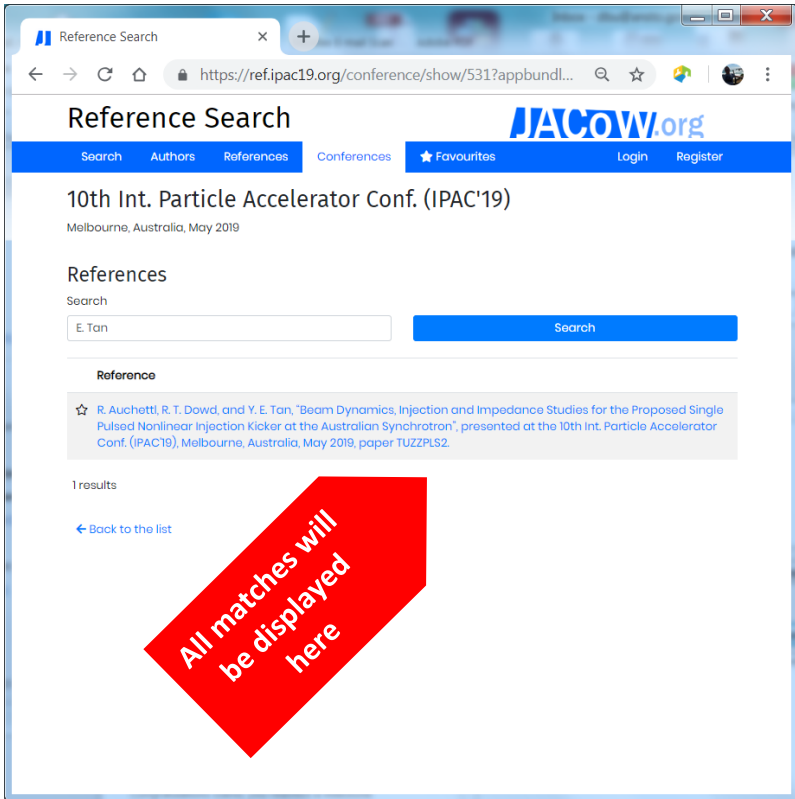 Reference Search
https://ref.ipac19.org/conference/show/531?appbundl...
Reference Search
JACoW.org
Search Authors References Conferences Favourites Login Register
10th Int. Particle Accelerator Conf. (IPAC'19)
Melbourne, Australia, May 2019
References
Search
E. Tan
Search
Reference
R. Auchettl, R. T. Dowd, and Y. E. Tan, “Beam Dynamics, Injection and Impedance Studies for the Proposed Single
Pulsed Nonlinear Injection Kicker at the Australian Synchrotron”, presented at the 10th Int. Particle Accelerator
Conf. (IPAC'19), Melbourne, Australia, May 2019, paper TUZZPLS2.
1 results
Back to the list
All matches will
be displayed
here